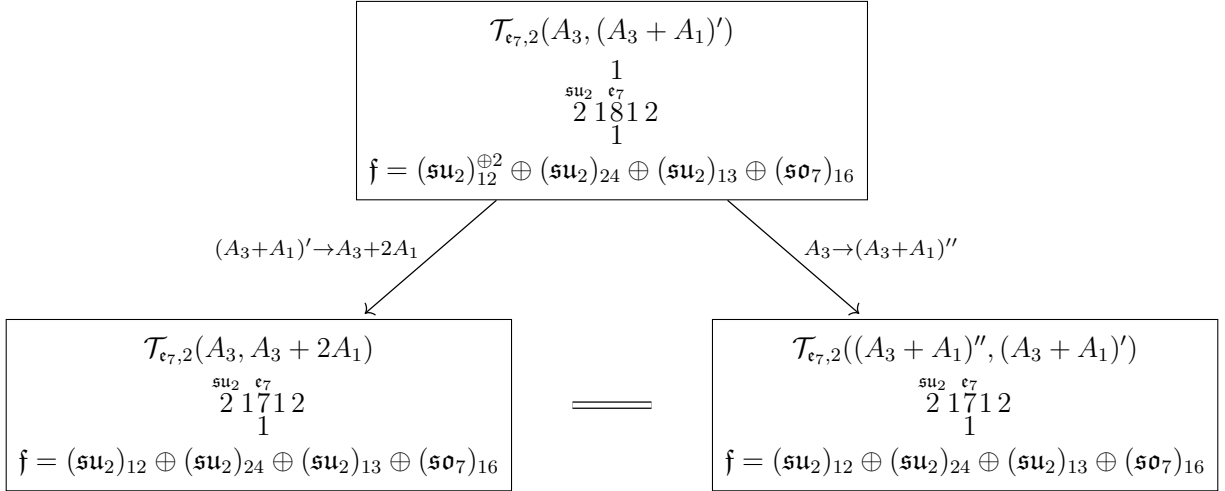 𝒯_{𝔢₇,2}(A₃, (A₃ + A₁)′)
1
𝔰𝔲₂ 𝔢₇
2 1 8 1 2
1
𝔣 = (𝔰𝔲₂)₁₂^{⊕2} ⊕ (𝔰𝔲₂)₂₄ ⊕ (𝔰𝔲₂)₁₃ ⊕ (𝔰𝔬₇)₁₆
(A₃+A₁)′→A₃+2A₁
A₃→(A₃+A₁)″
𝒯_{𝔢₇,2}(A₃, A₃ + 2A₁)
𝔰𝔲₂ 𝔢₇
2 1 7 1 2
1
𝔣 = (𝔰𝔲₂)₁₂ ⊕ (𝔰𝔲₂)₂₄ ⊕ (𝔰𝔲₂)₁₃ ⊕ (𝔰𝔬₇)₁₆
𝒯_{𝔢₇,2}((A₃ + A₁)″, (A₃ + A₁)′)
𝔰𝔲₂ 𝔢₇
2 1 7 1 2
1
𝔣 = (𝔰𝔲₂)₁₂ ⊕ (𝔰𝔲₂)₂₄ ⊕ (𝔰𝔲₂)₁₃ ⊕ (𝔰𝔬₇)₁₆